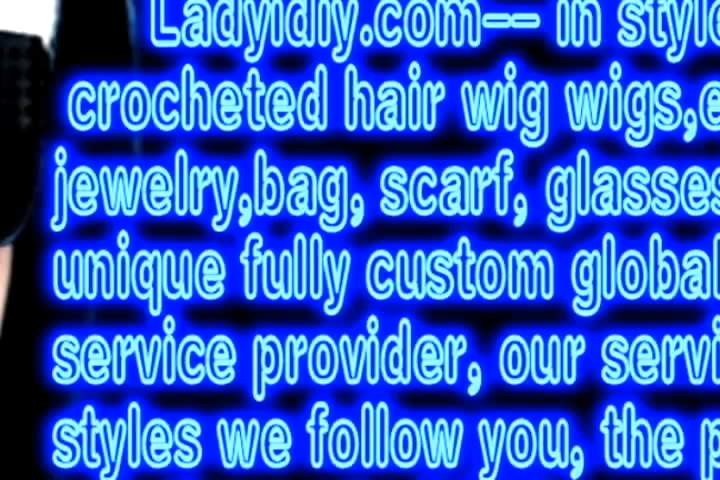 Ladyidiy.com-- in style
crocheted hair wig wigs,e
jewelry,bag, scarf, glasses
unique fully custom global
service provider, our servi
styles we follow you, the p